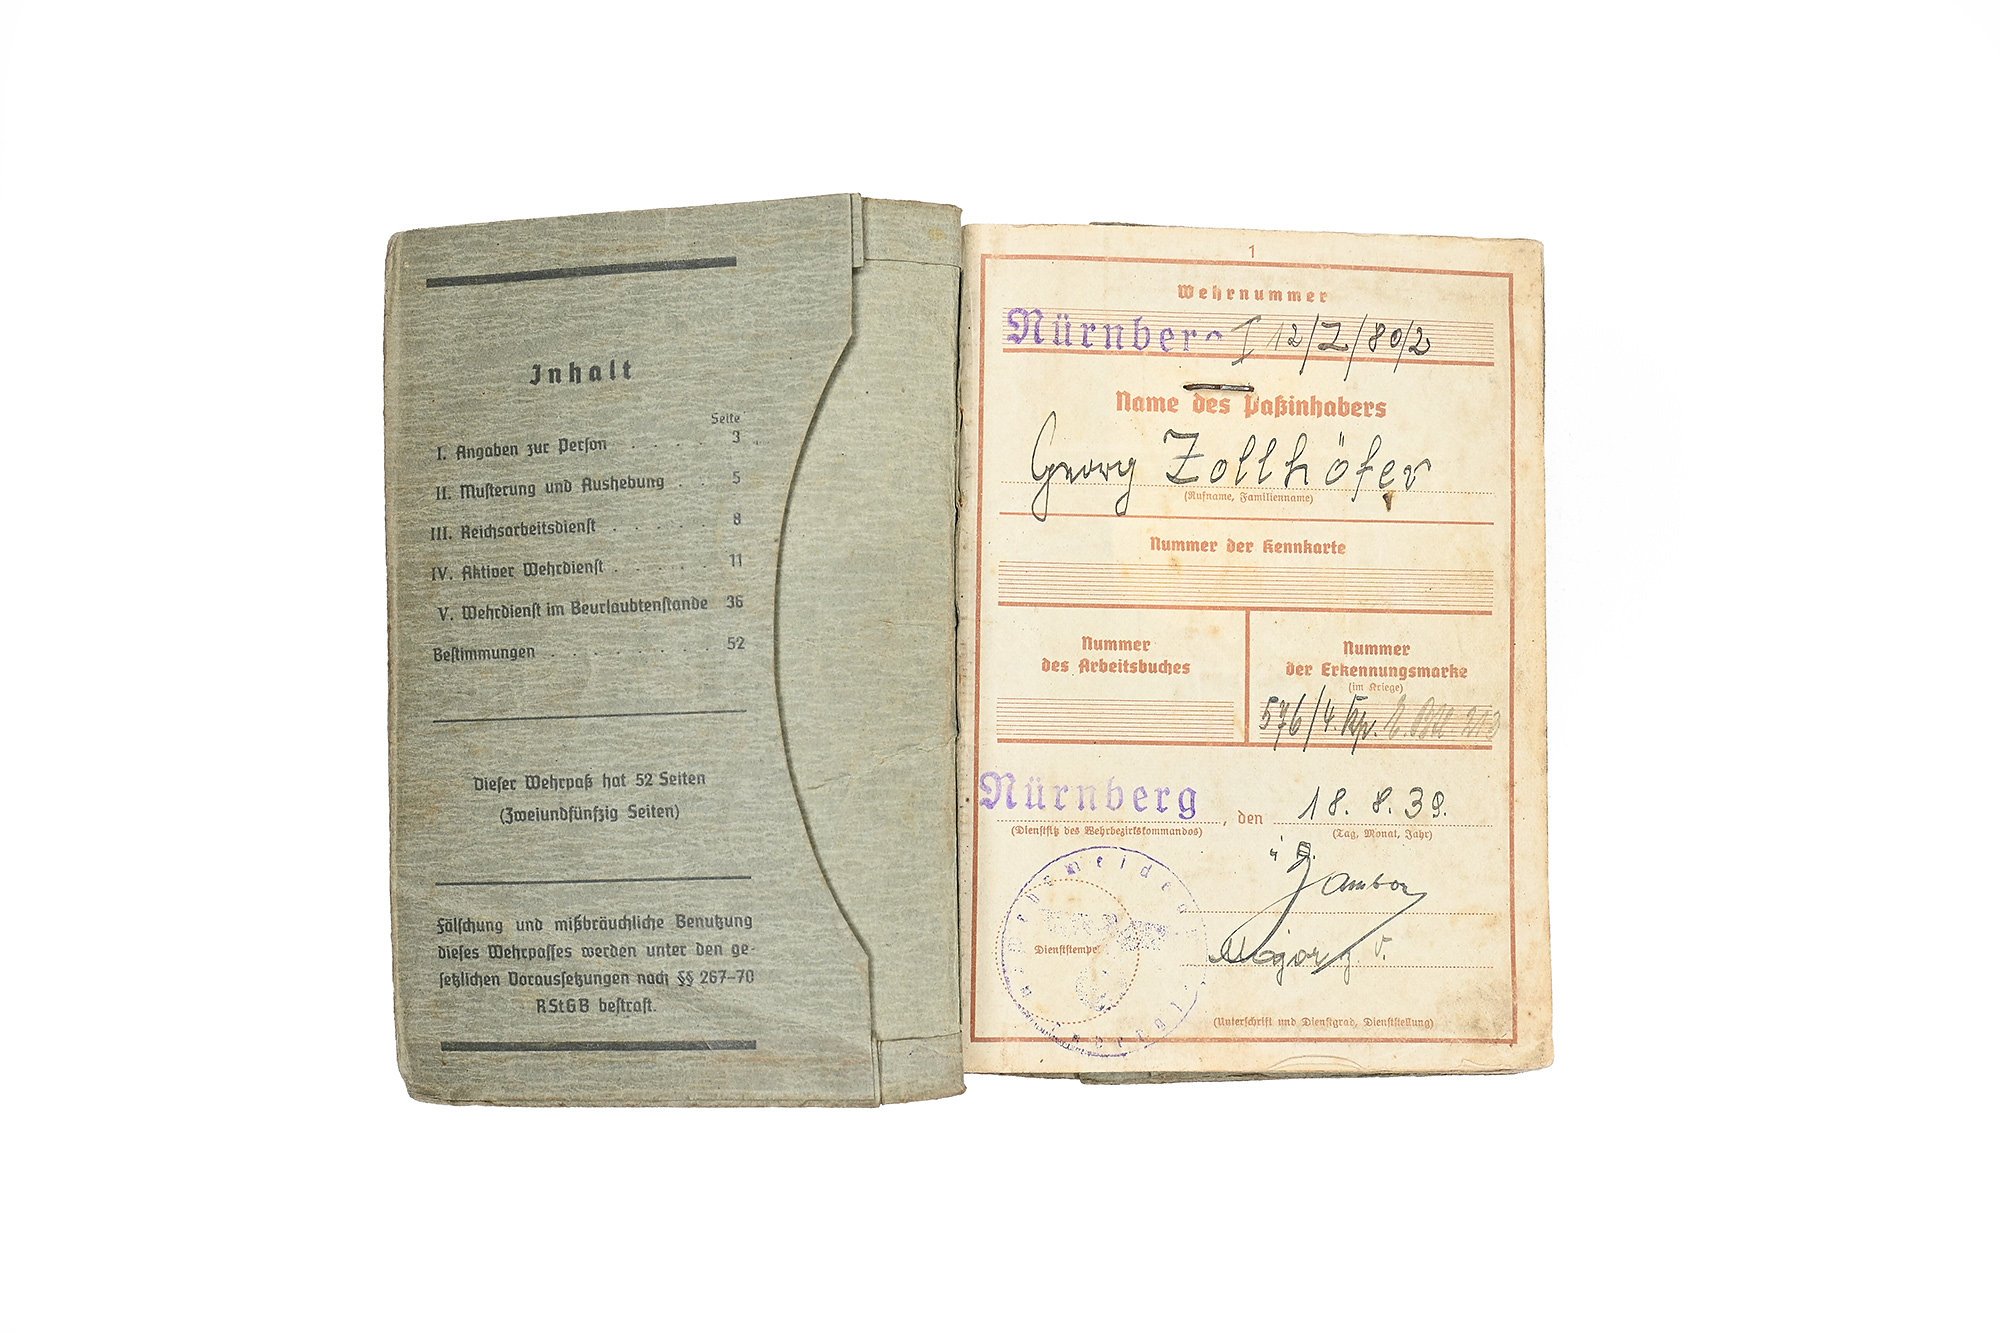 Inhalt
Seite
I. Angaben zur Person . . . . . 3
II. Musterung und Aushebung . . 5
III. Reichsarbeitsdienst . . . . . . 8
IV. Aktiver Wehrdienst . . . . . . 11
V. Wehrdienst im Beurlaubtenstande 36
Bestimmungen . . . . . . . . . 52
Dieser Wehrpaß hat 52 Seiten
(Zweiundfünfzig Seiten)
Fälschung und mißbräuchliche Benutzung
dieses Wehrpasses werden unter den ge-
setzlichen Voraussetzungen nach §§ 267-70
RStGB bestraft.
1
Wehrnummer
Nürnberg I 12/Z/80/2
Name des Paßinhabers
Georg Zollhöfer
(Rufname, Familienname)
Nummer der Kennkarte
Nummer
des Arbeitsbuches
Nummer
der Erkennungsmarke
(im Kriege)
576/4. Kp.
Nürnberg, den 18. 8. 39.
(Dienstsitz des Wehrbezirkskommandos) (Tag, Monat, Jahr)
Dienststempel
Major z. V.
(Unterschrift und Dienstgrad, Dienststellung)